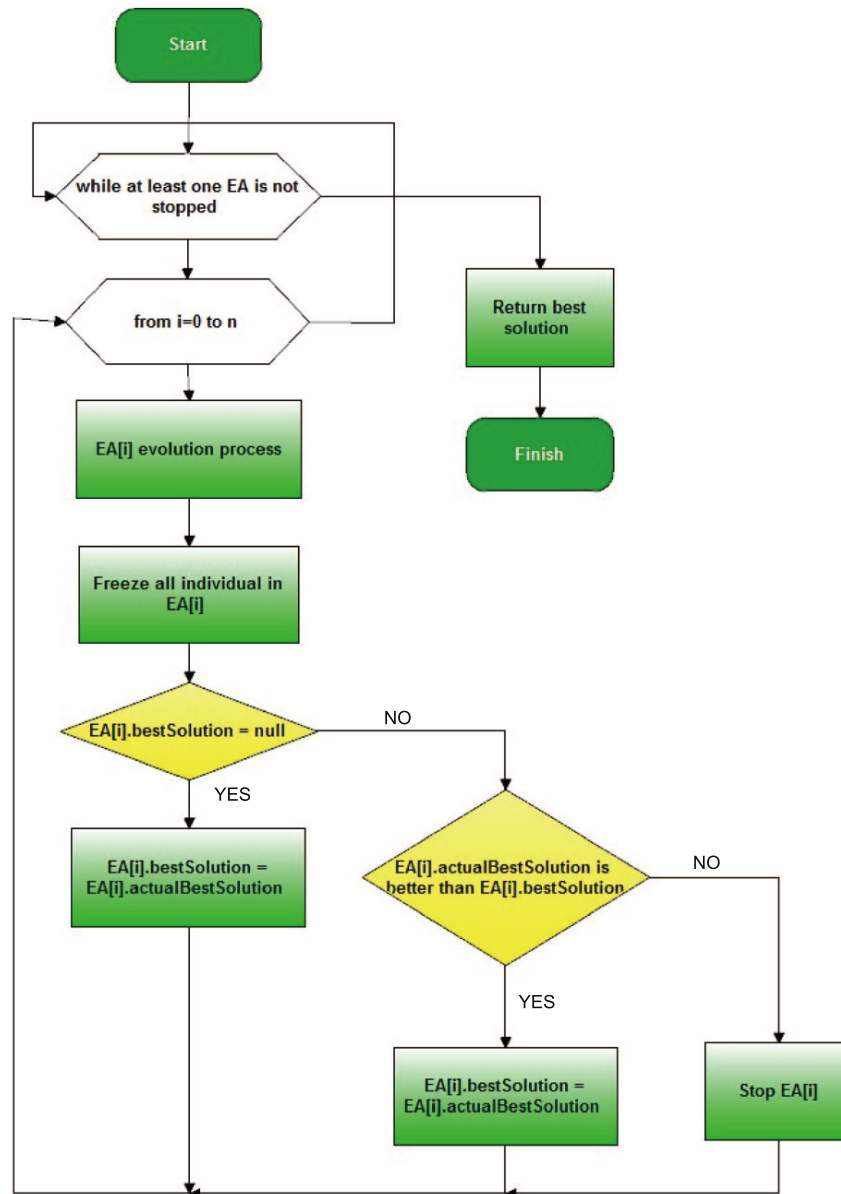 Start
while at least one EA is not
stopped
from i=0 to n
Return best
solution
EA[i] evolution process
Finish
Freeze all individual in
EA[i]
EA[i].bestSolution = null
NO
YES
EA[i].bestSolution =
EA[i].actualBestSolution
EA[i].actualBestSolution is
better than EA[i].bestSolution
NO
YES
EA[i].bestSolution =
EA[i].actualBestSolution
Stop EA[i]